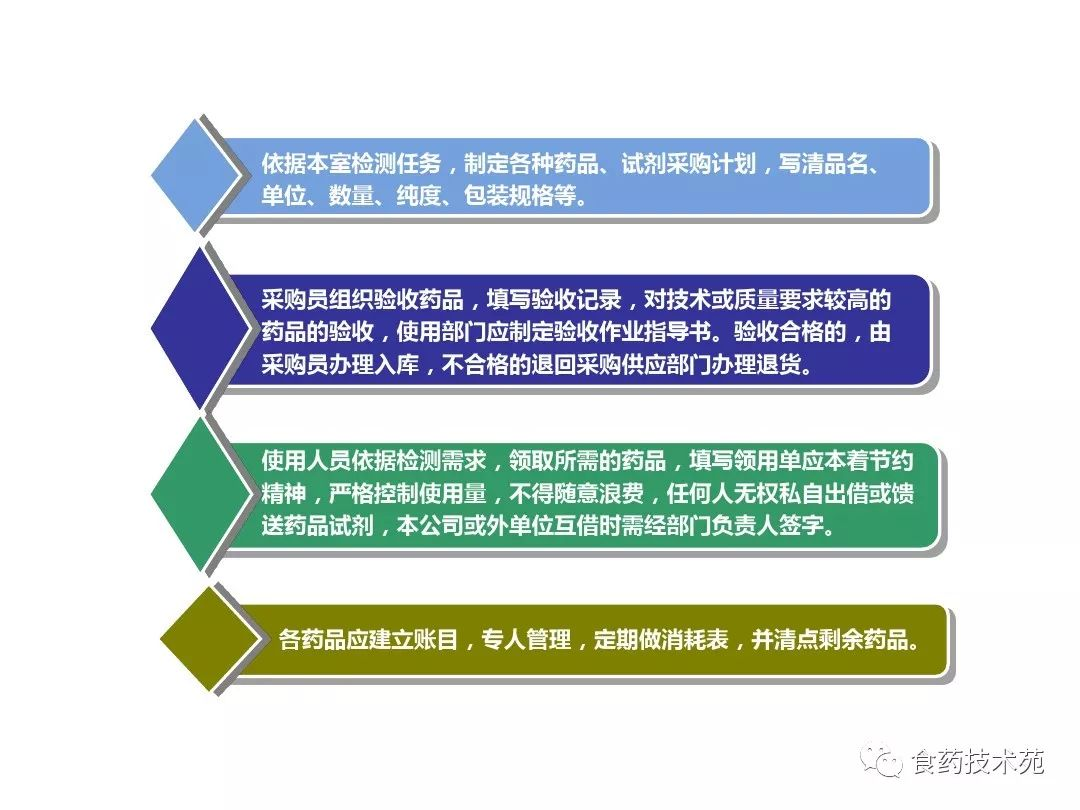 依据本室检测任务，制定各种药品、试剂采购计划，写清品名、
单位、数量、纯度、包装规格等。
采购员组织验收药品，填写验收记录，对技术或质量要求较高的
药品的验收，使用部门应制定验收作业指导书。验收合格的，由
采购员办理入库，不合格的退回采购供应部门办理退货。
使用人员依据检测需求，领取所需的药品，填写领用单应本着节约
精神，严格控制使用量，不得随意浪费，任何人无权私自出借或馈
送药品试剂，本公司或外单位互借时需经部门负责人签字。
各药品应建立账目，专人管理，定期做消耗表，并清点剩余药品。
食药技术苑